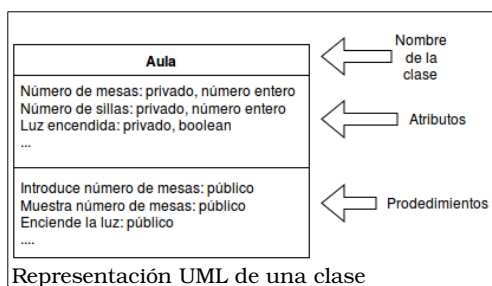 Nombre
de la
clase
Aula
Número de mesas: privado, número entero
Número de sillas: privado, número entero
Luz encendida: privado, boolean
...
Atributos
Introduce número de mesas: público
Muestra número de mesas: público
Enciende la luz: público
....
Prodedimientos
Representación UML de una clase